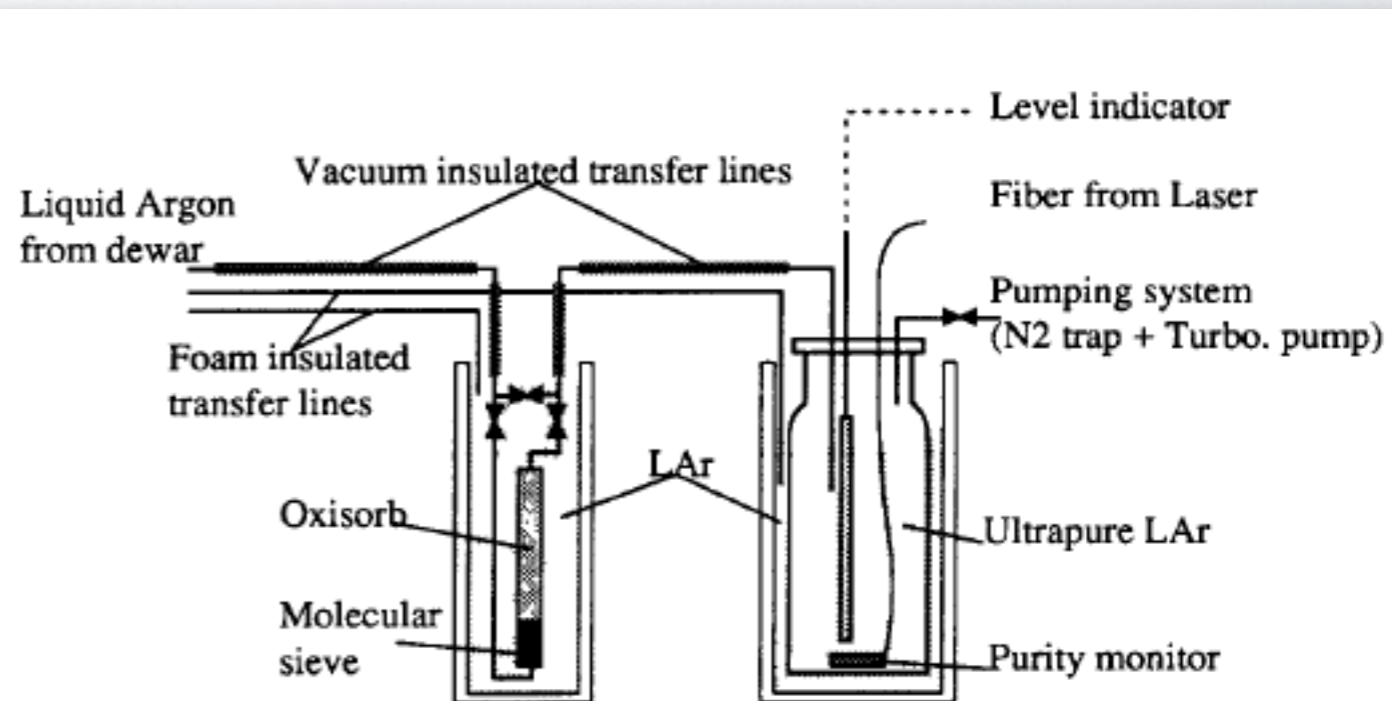 Level indicator
Vacuum insulated transfer lines
Fiber from Laser
Liquid Argon
from dewar
Pumping system
(N2 trap + Turbo. pump)
Foam insulated
transfer lines
LAr
Oxisorb
Ultrapure LAr
Molecular
sieve
Purity monitor